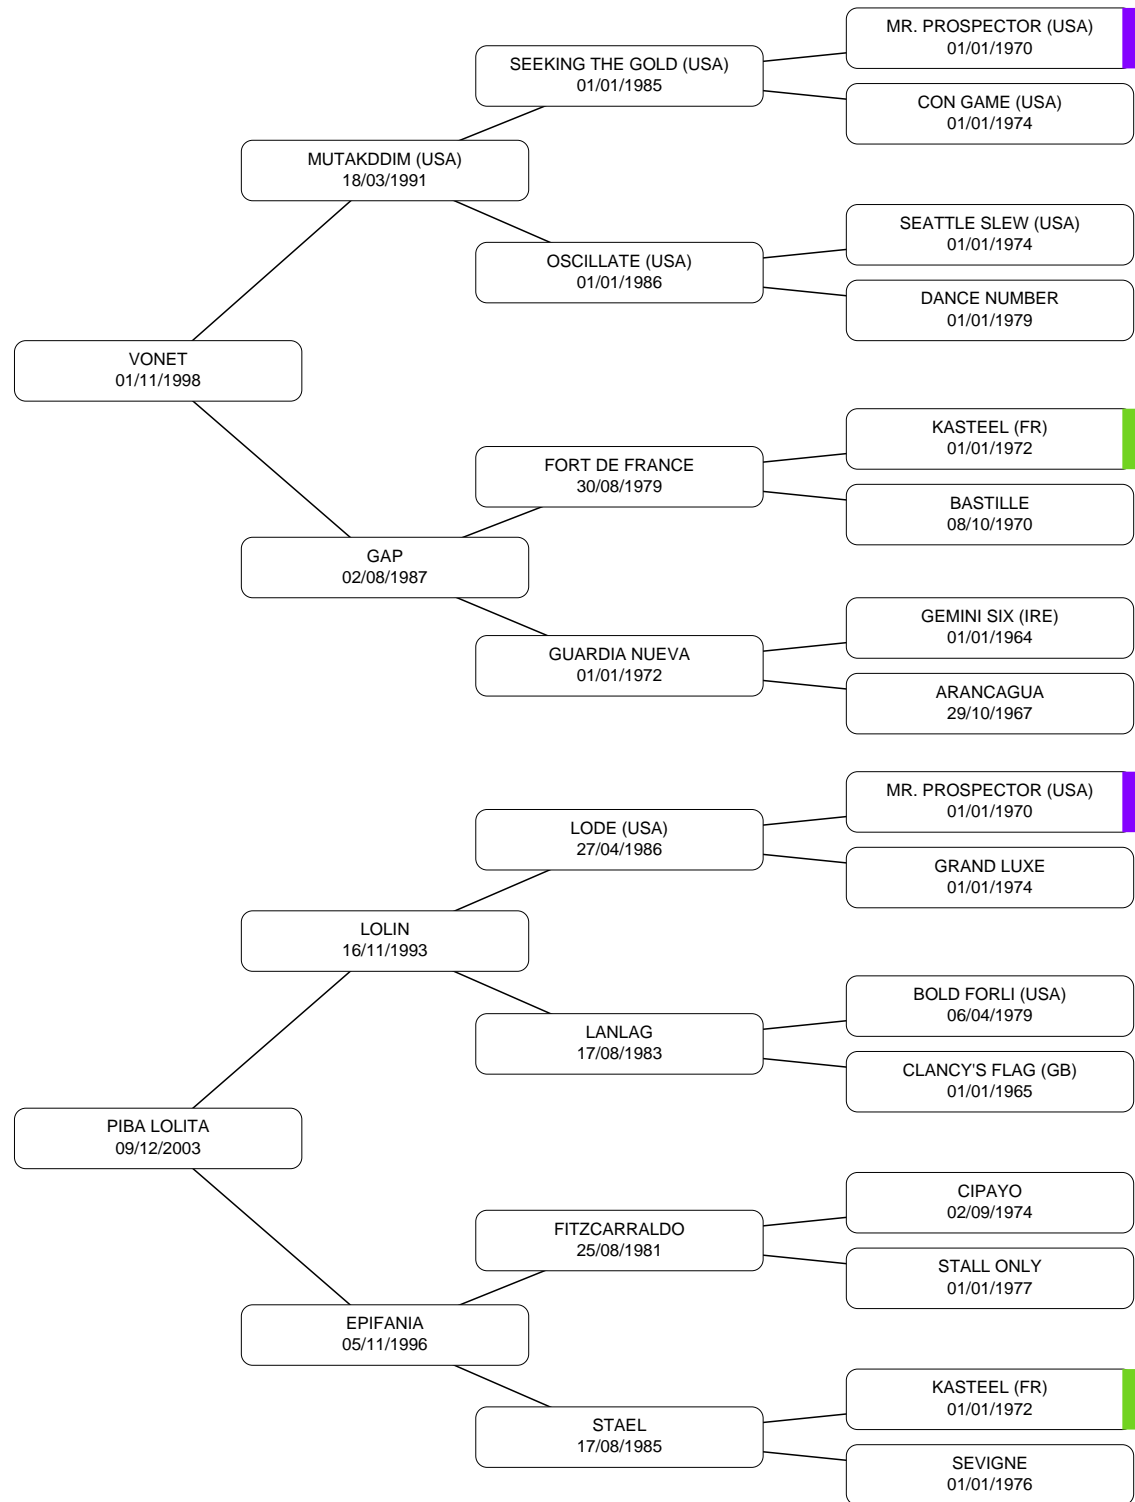 MR. PROSPECTOR (USA)
01/01/1970
SEEKING THE GOLD (USA)
01/01/1985
CON GAME (USA)
01/01/1974
MUTAKDDIM (USA)
18/03/1991
SEATTLE SLEW (USA)
01/01/1974
OSCILLATE (USA)
01/01/1986
DANCE NUMBER
01/01/1979
VONET
01/11/1998
KASTEEL (FR)
01/01/1972
FORT DE FRANCE
30/08/1979
BASTILLE
08/10/1970
GAP
02/08/1987
GEMINI SIX (IRE)
01/01/1964
GUARDIA NUEVA
01/01/1972
ARANCAGUA
29/10/1967
MR. PROSPECTOR (USA)
01/01/1970
LODE (USA)
27/04/1986
GRAND LUXE
01/01/1974
LOLIN
16/11/1993
BOLD FORLI (USA)
06/04/1979
LANLAG
17/08/1983
CLANCY'S FLAG (GB)
01/01/1965
PIBA LOLITA
09/12/2003
CIPAYO
02/09/1974
FITZCARRALDO
25/08/1981
STALL ONLY
01/01/1977
EPIFANIA
05/11/1996
KASTEEL (FR)
01/01/1972
STAEL
17/08/1985
SEVIGNE
01/01/1976